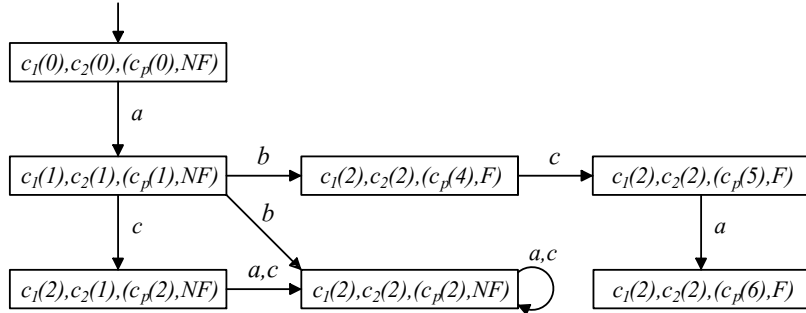 c₁(0),c₂(0),(cₚ(0),NF)
a
c₁(1),c₂(1),(cₚ(1),NF)
b
c₁(2),c₂(2),(cₚ(4),F)
c
c₁(2),c₂(2),(cₚ(5),F)
c
b
a
c₁(2),c₂(1),(cₚ(2),NF)
a,c
c₁(2),c₂(2),(cₚ(2),NF)
a,c
c₁(2),c₂(2),(cₚ(6),F)